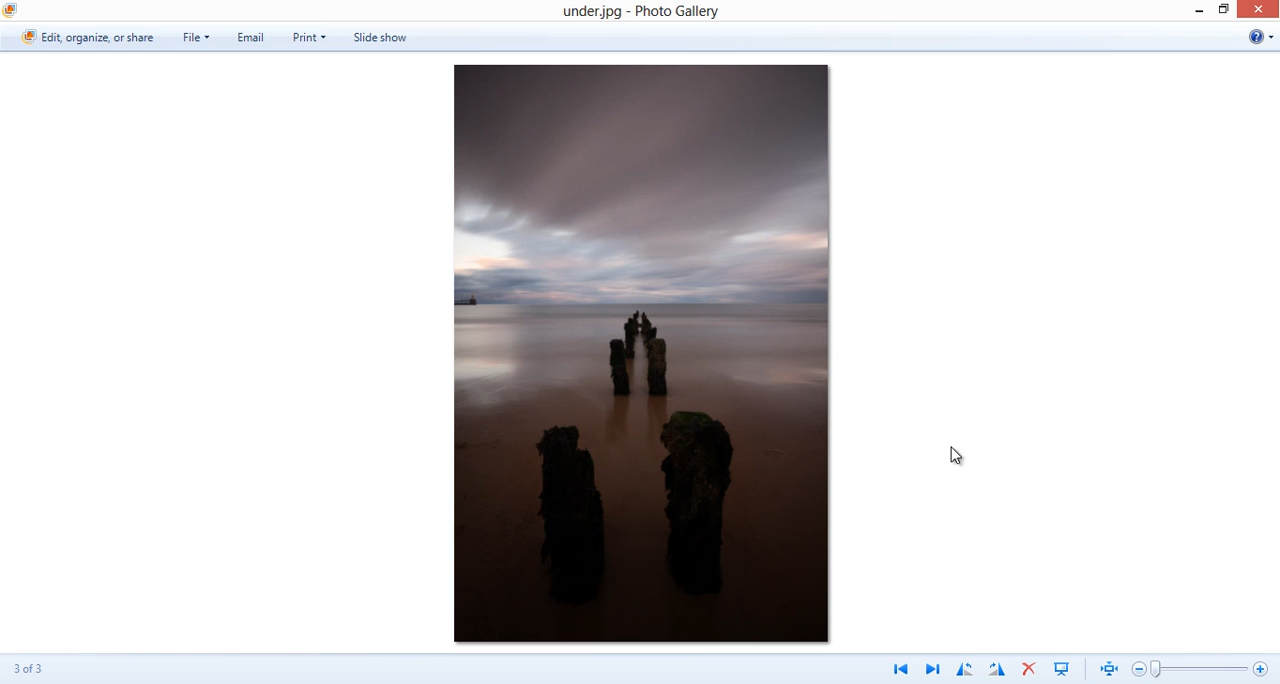 under.jpg - Photo Gallery
Edit, organize, or share File Email Print Slide show
3 of 3